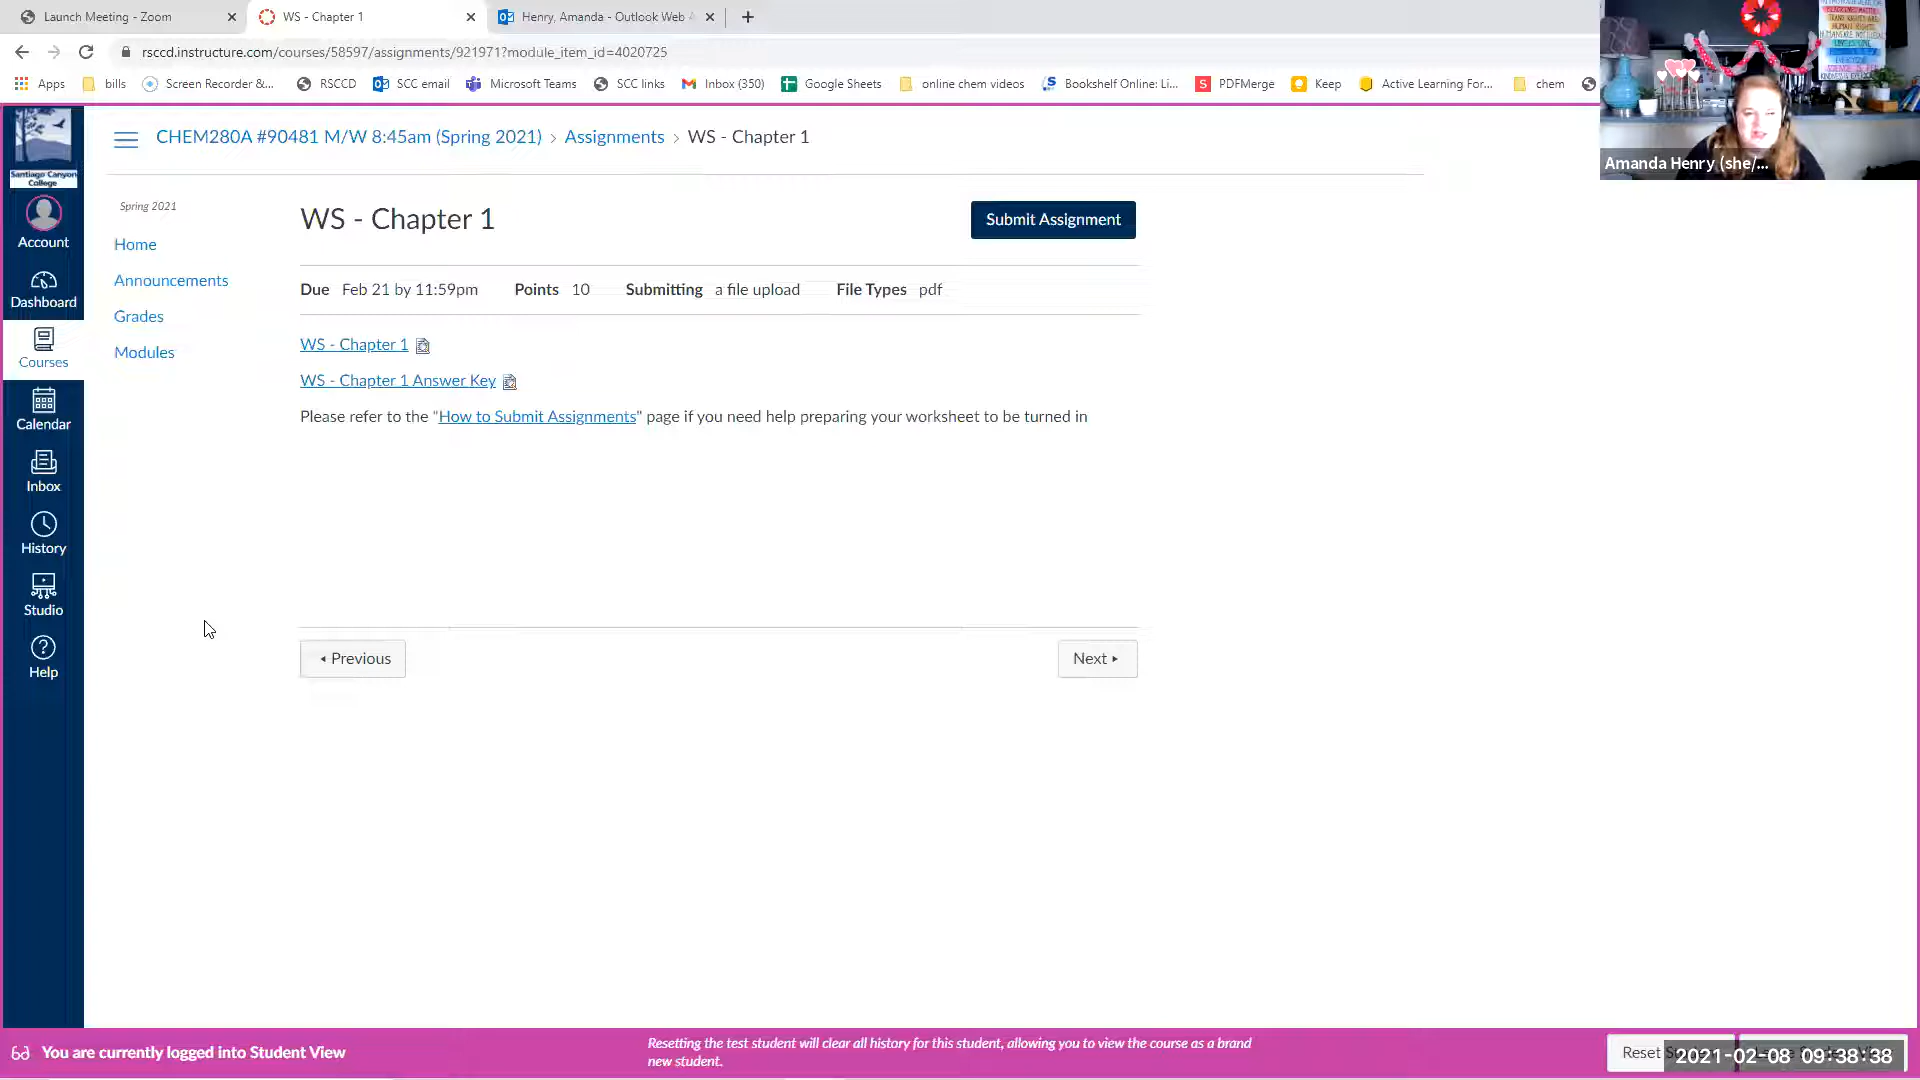 Launch Meeting - Zoom
WS - Chapter 1
Henry, Amanda - Outlook Web
rsccd.instructure.com/courses/58597/assignments/921971?module_item_id=4020725
Apps
bills
Screen Recorder &...
RSCCD
SCC email
Microsoft Teams
SCC links
Inbox (350)
Google Sheets
online chem videos
Bookshelf Online: Li...
PDFMerge
Keep
Active Learning For...
chem
Amanda Henry (she/...
Santiago Canyon
College
CHEM280A #90481 M/W 8:45am (Spring 2021) › Assignments › WS - Chapter 1
Account
Dashboard
Courses
Calendar
Inbox
History
Studio
Help
Spring 2021
Home
Announcements
Grades
Modules
WS - Chapter 1
Submit Assignment
Due Feb 21 by 11:59pm Points 10 Submitting a file upload File Types pdf
WS - Chapter 1
WS - Chapter 1 Answer Key
Please refer to the "How to Submit Assignments" page if you need help preparing your worksheet to be turned in
Previous
Next
You are currently logged into Student View
Resetting the test student will clear all history for this student, allowing you to view the course as a brand
new student.
Reset
2021-02-08 09:38:38